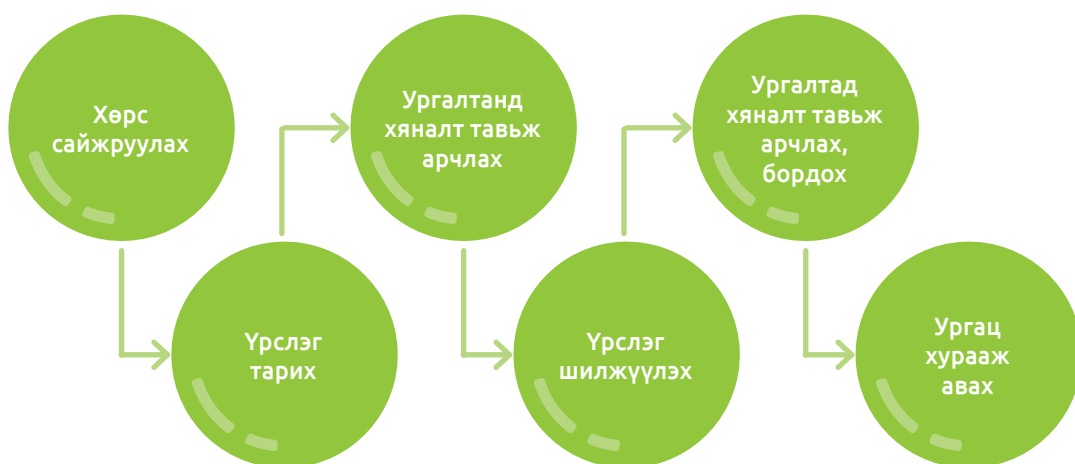 Хөрс
сайжруулах
Үрслэг
тарих
Ургалтанд
хяналт тавьж
арчлах
Үрслэг
шилжүүлэх
Ургалтад
хяналт тавьж
арчлах,
бордох
Ургац
хурааж
авах